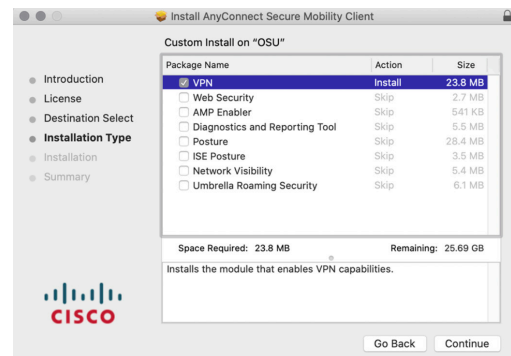 Install AnyConnect Secure Mobility Client
Custom Install on “OSU”
Introduction
License
Destination Select
Installation Type
Installation
Summary
Package Name Action Size
VPN Install 23.8 MB
Web Security Skip 2.7 MB
AMP Enabler Skip 541 KB
Diagnostics and Reporting Tool Skip 5.5 MB
Posture Skip 28.4 MB
ISE Posture Skip 3.5 MB
Network Visibility Skip 5.4 MB
Umbrella Roaming Security Skip 6.1 MB
Space Required: 23.8 MB Remaining: 25.69 GB
Installs the module that enables VPN capabilities.
CISCO
Go Back Continue